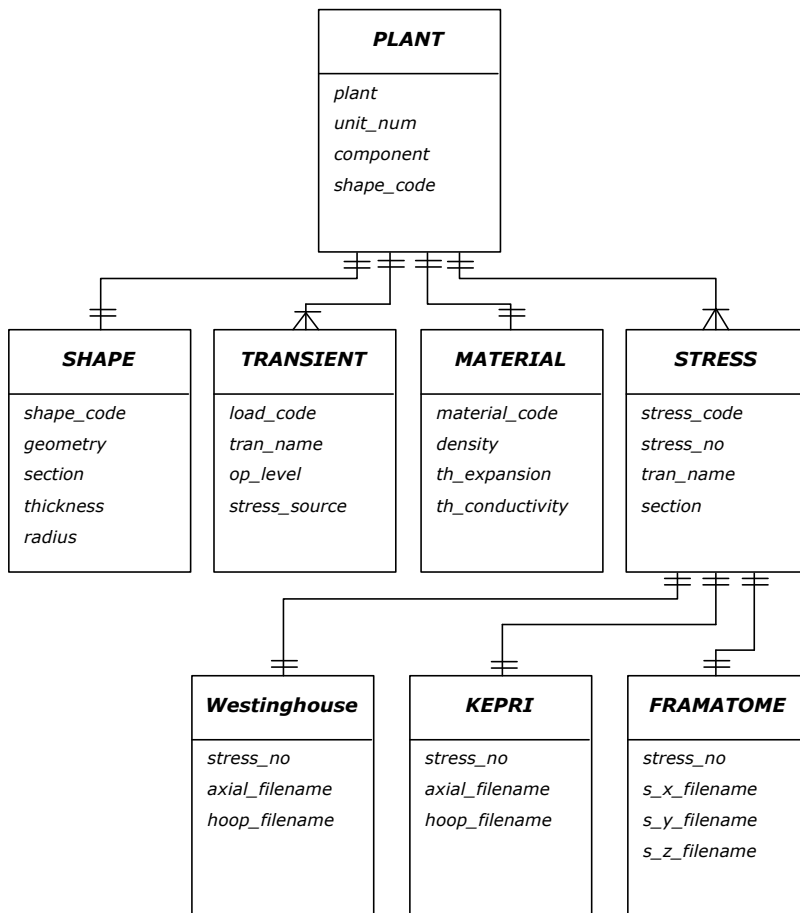 PLANT
plant
unit_num
component
shape_code
SHAPE
shape_code
geometry
section
thickness
radius
TRANSIENT
load_code
tran_name
op_level
stress_source
MATERIAL
material_code
density
th_expansion
th_conductivity
STRESS
stress_code
stress_no
tran_name
section
Westinghouse
stress_no
axial_filename
hoop_filename
KEPRI
stress_no
axial_filename
hoop_filename
FRAMATOME
stress_no
s_x_filename
s_y_filename
s_z_filename